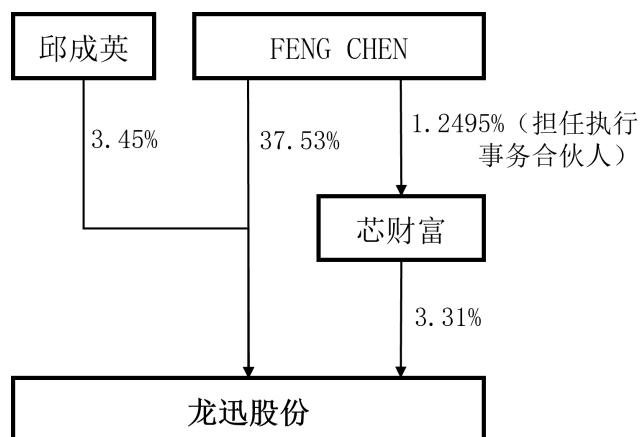 邱成英
FENG CHEN
3.45%
37.53%
1.2495%（担任执行
事务合伙人）
芯财富
3.31%
龙迅股份